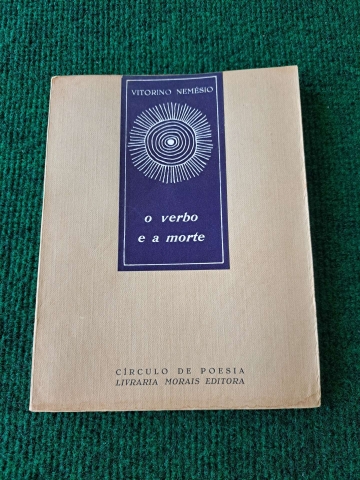 VITORINO NEMÉSIO
o verbo
e a morte
CÍRCULO DE POESIA
LIVRARIA MORAIS EDITORA